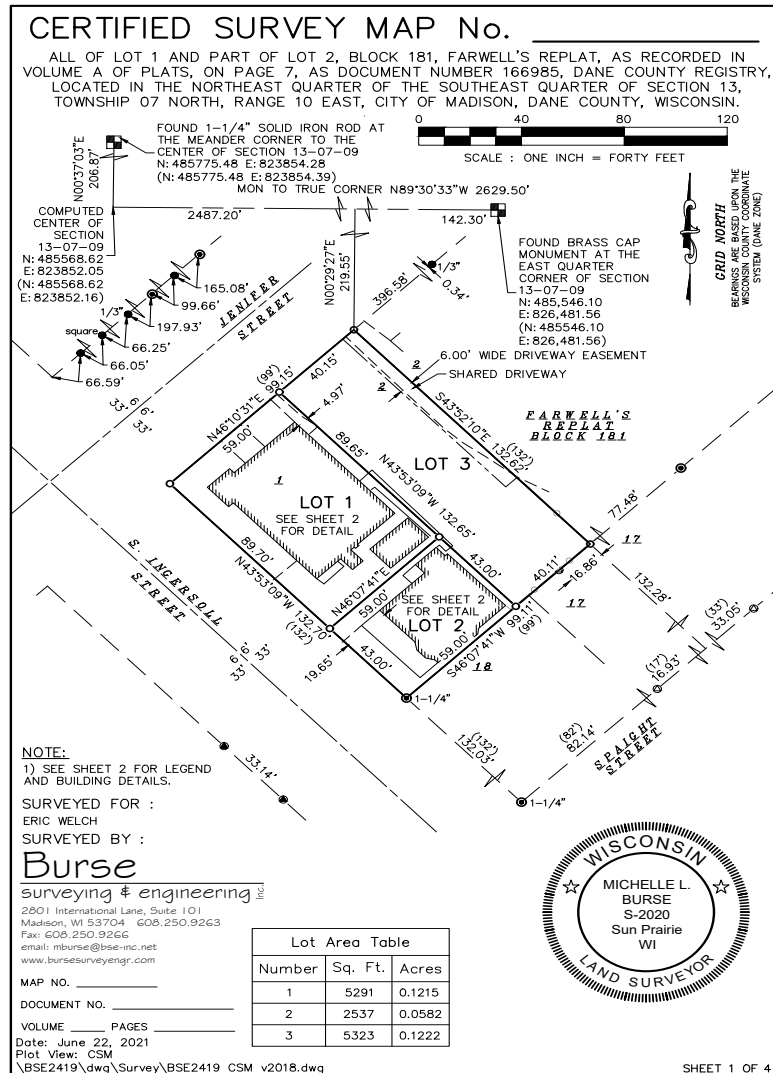 CERTIFIED SURVEY MAP No.
ALL OF LOT 1 AND PART OF LOT 2, BLOCK 181, FARWELL'S REPLAT, AS RECORDED IN
VOLUME A OF PLATS, ON PAGE 7, AS DOCUMENT NUMBER 166985, DANE COUNTY REGISTRY,
LOCATED IN THE NORTHEAST QUARTER OF THE SOUTHEAST QUARTER OF SECTION 13,
TOWNSHIP 07 NORTH, RANGE 10 EAST, CITY OF MADISON, DANE COUNTY, WISCONSIN.
FOUND 1-1/4" SOLID IRON ROD AT
THE MEANDER CORNER TO THE
CENTER OF SECTION 13-07-09
N: 485775.48 E: 823854.28
(N: 485775.48 E: 823854.39)
0 40 80 120
SCALE : ONE INCH = FORTY FEET
N00°37'03"E
206.87'
MON TO TRUE CORNER N89°30'33"W 2629.50'
2487.20'
142.30'
GRID NORTH
BEARINGS ARE BASED UPON THE
WISCONSIN COUNTY COORDINATE
SYSTEM (DANE ZONE)
COMPUTED
CENTER OF
SECTION
13-07-09
N: 485568.62
E: 823852.05
(N: 485568.62
E: 823852.16)
FOUND BRASS CAP
MONUMENT AT THE
EAST QUARTER
CORNER OF SECTION
13-07-09
N: 485,546.10
E: 826,481.56
(N: 485546.10
E: 826,481.56)
N00°29'27"E
219.55'
396.58'
1/3"
0.34'
165.08'
99.66'
197.93'
1/3"
66.25'
square
66.05'
66.59'
JENIFER
STREET
6.00' WIDE DRIVEWAY EASEMENT
SHARED DRIVEWAY
2
2
66'
33'
33'
N46°10'31"E 99.15'
(99')
40.15'
59.00'
4.97'
S43°52'10"E 132.62'
(132')
FARWELL'S
REPLAT
BLOCK 181
LOT 3
89.65'
N43°53'09"W 132.65'
43.00'
77.48'
1
LOT 1
SEE SHEET 2
FOR DETAIL
89.70'
N43°53'09"W 132.70'
(132')
N46°07'41"E
59.00'
SEE SHEET 2
FOR DETAIL
LOT 2
59.00'
S46°07'41"W 99.11'
(99')
40.11'
16.86'
17
17
18
132.28'
(33')
33.05'
(17')
16.93'
(82')
82.14'
SPAIGHT
STREET
S. INGERSOLL
STREET
66'
33'
33'
19.65'
43.00'
1-1/4"
(132')
132.03'
1-1/4"
33.14'
NOTE:
1) SEE SHEET 2 FOR LEGEND
AND BUILDING DETAILS.
SURVEYED FOR :
ERIC WELCH
SURVEYED BY :
Burse
surveying & engineering Inc.
2801 International Lane, Suite 101
Madison, WI 53704 608.250.9263
Fax: 608.250.9266
email: mburse@bse-inc.net
www.bursesurveyengr.com
MAP NO.
DOCUMENT NO.
VOLUME PAGES
Date: June 22, 2021
Plot View: CSM
\BSE2419\dwg\Survey\BSE2419 CSM v2018.dwg
Lot Area Table
Number Sq. Ft. Acres
1 5291 0.1215
2 2537 0.0582
3 5323 0.1222
WISCONSIN
MICHELLE L.
BURSE
S-2020
Sun Prairie
WI
LAND SURVEYOR
SHEET 1 OF 4